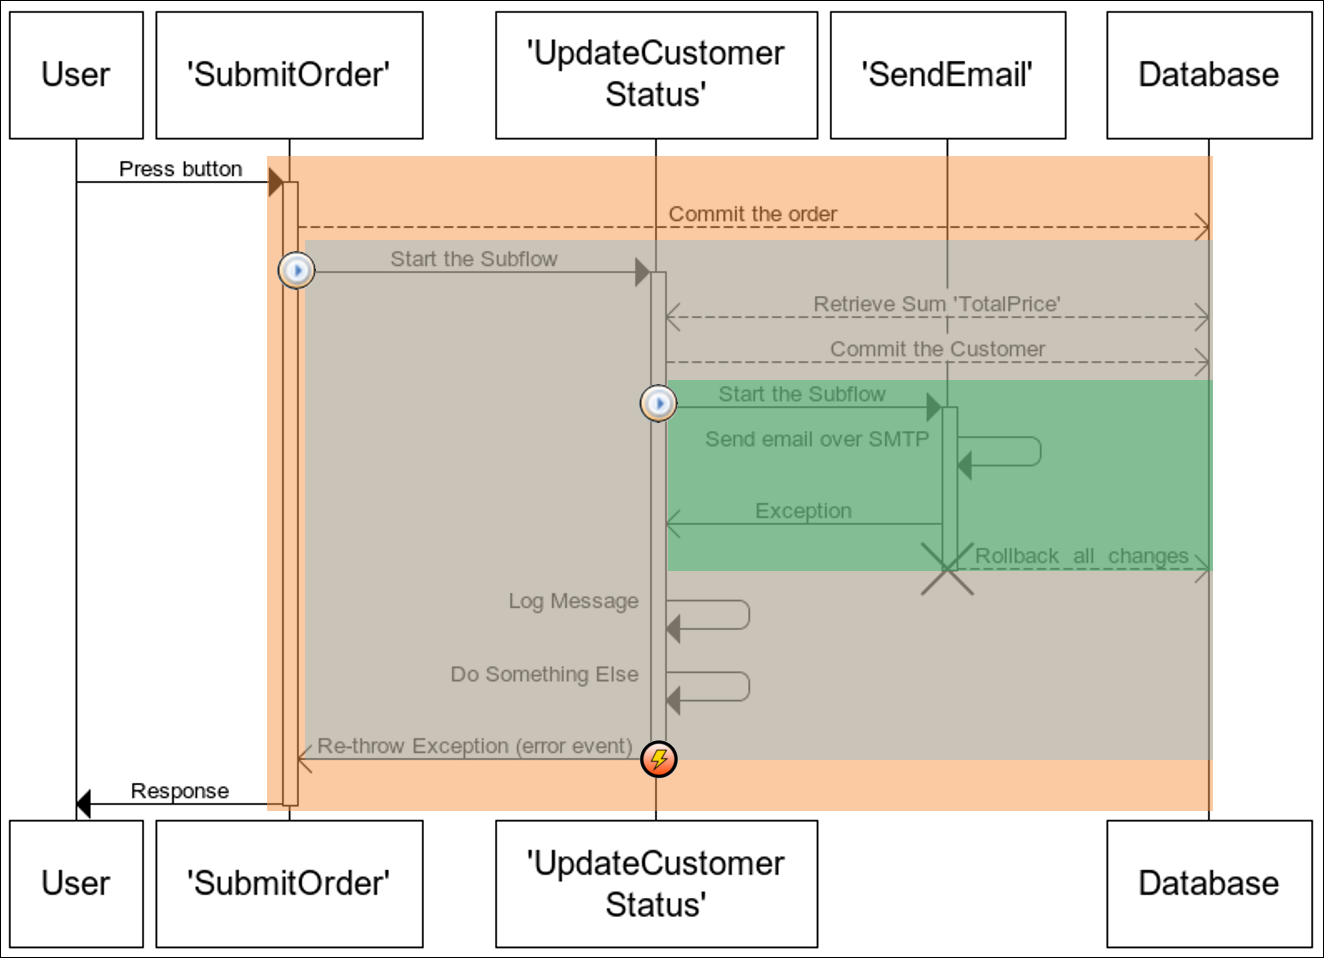 User
'SubmitOrder'
'UpdateCustomer
Status'
'SendEmail'
Database
Press button
Commit the order
Start the Subflow
Retrieve Sum 'TotalPrice'
Commit the Customer
Start the Subflow
Send email over SMTP
Exception
Rollback all changes
Log Message
Do Something Else
Re-throw Exception (error event)
Response
User
'SubmitOrder'
'UpdateCustomer
Status'
Database